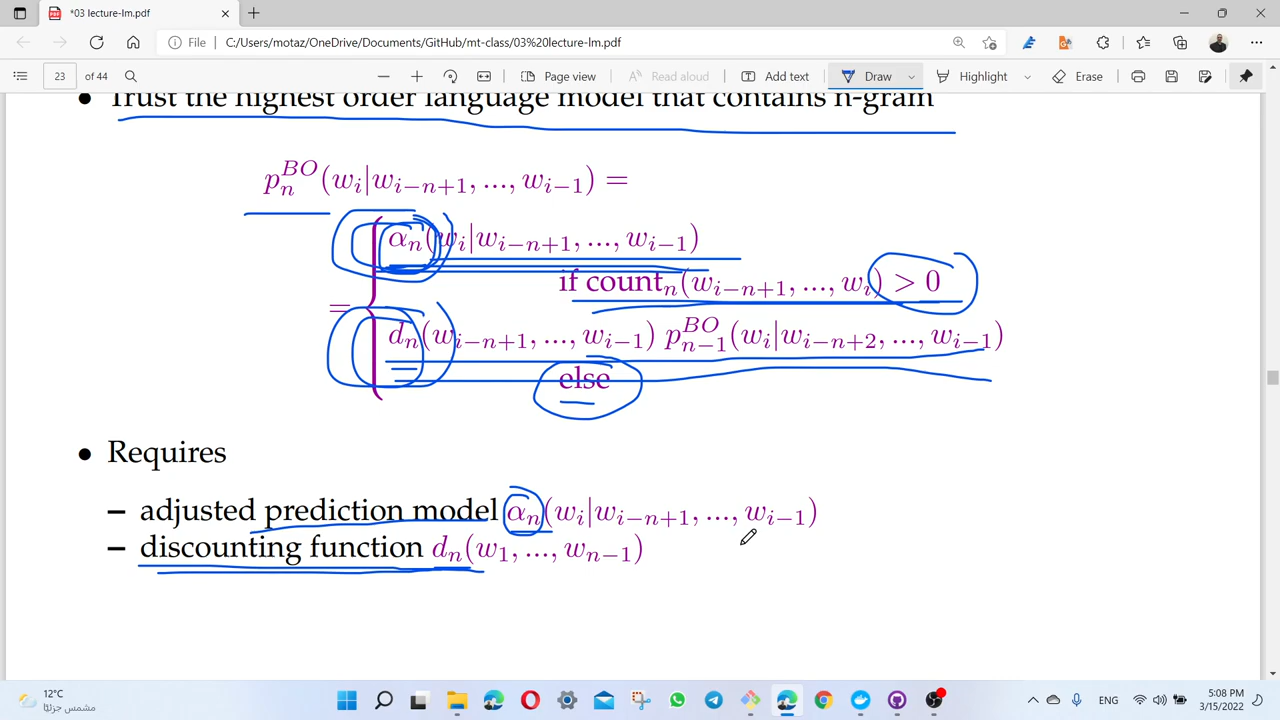 *03 lecture-lm.pdf
File C:/Users/motaz/OneDrive/Documents/GitHub/mt-class/03%20lecture-lm.pdf
23 of 44 Page view Read aloud Add text Draw Highlight Erase
• Trust the highest order language model that contains n-gram
p_n^{BO}(w_i|w_{i−n+1}, ..., w_{i−1}) =
= { α_n(w_i|w_{i−n+1}, ..., w_{i−1})
if count_n(w_{i−n+1}, ..., w_i) > 0
d_n(w_{i−n+1}, ..., w_{i−1}) p_{n−1}^{BO}(w_i|w_{i−n+2}, ..., w_{i−1})
else
• Requires
– adjusted prediction model α_n(w_i|w_{i−n+1}, ..., w_{i−1})
– discounting function d_n(w_1, ..., w_{n−1})
12°C
مشمس جزئيًا
ENG
5:08 PM
3/15/2022